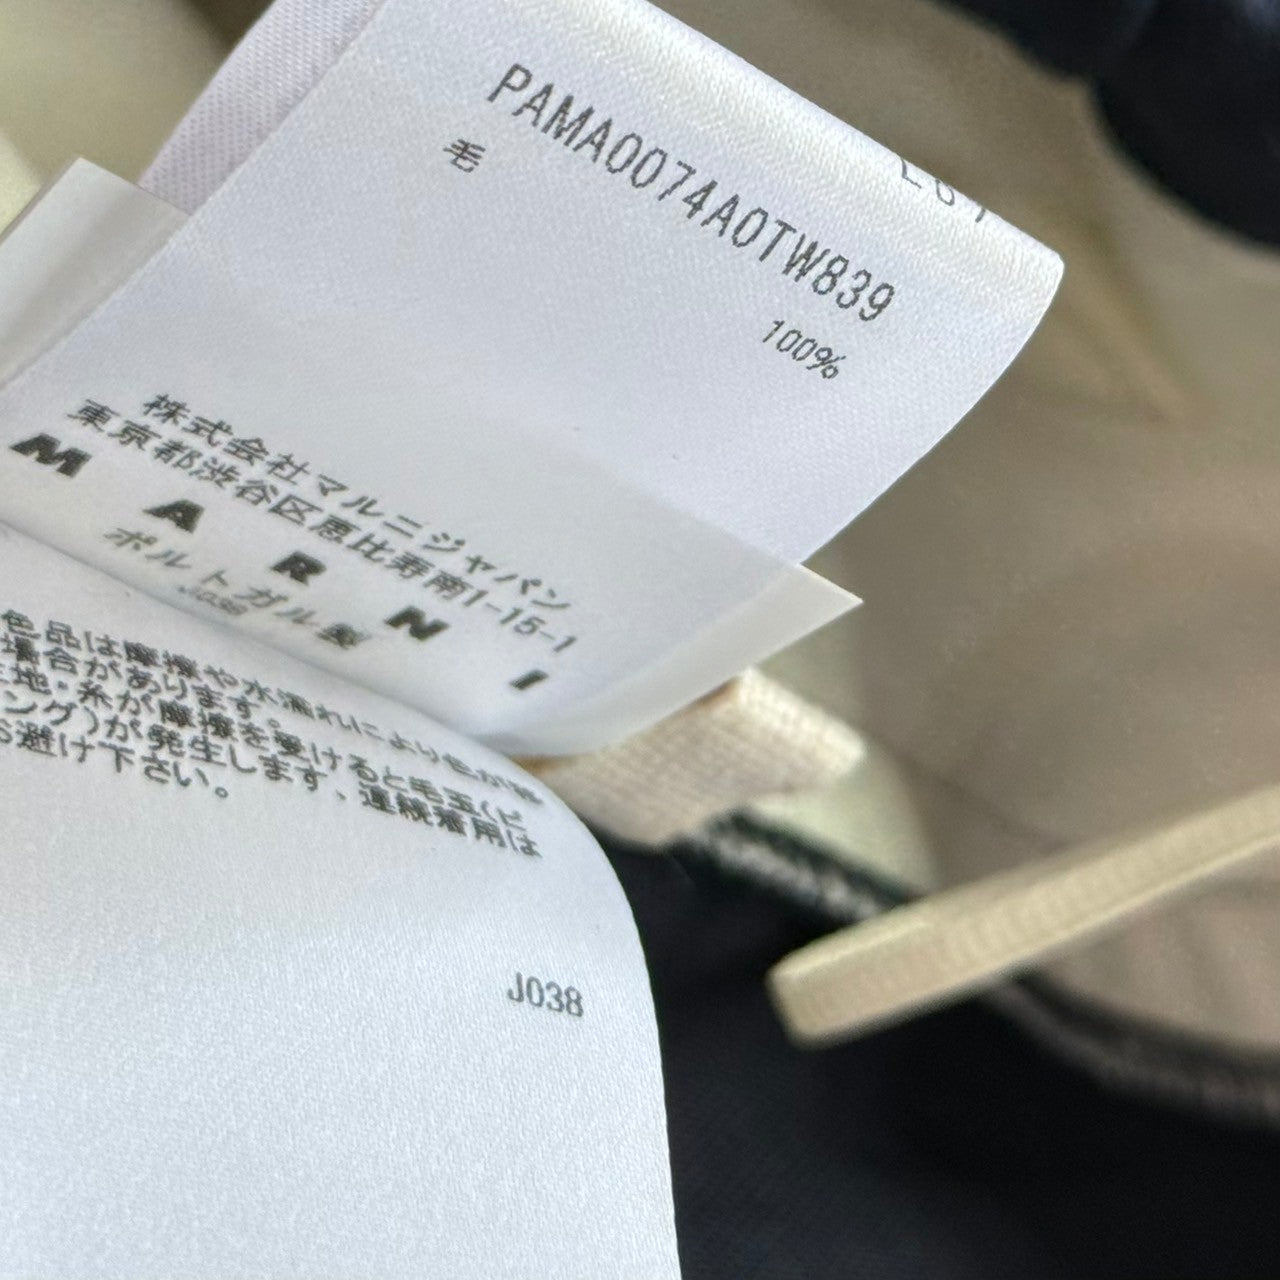 PAMA0074A0TW839
毛 100%
株式会社マルニジャパン
東京都渋谷区恵比寿南1-15-1
MARNI
ポルトガル製
J038
色品は摩擦や水濡れにより色が
場合があります。
地・糸が摩擦を受けると毛玉(ピ
ング)が発生します、連続着用は
避け下さい。
J038